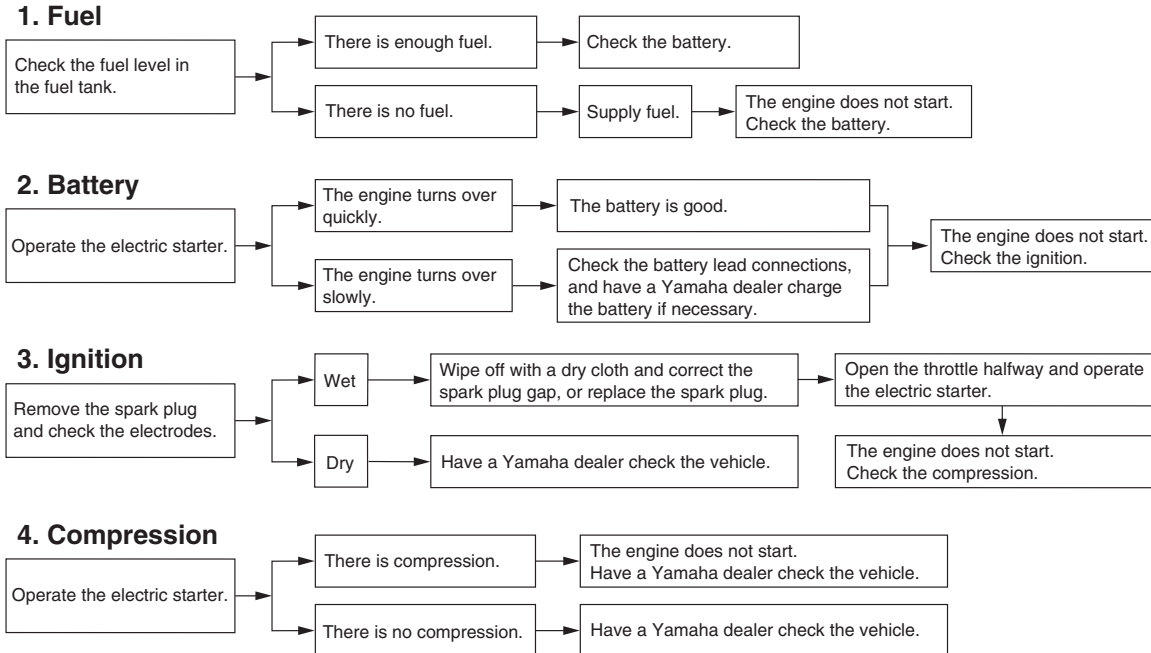 1. Fuel
Check the fuel level in
the fuel tank.
There is enough fuel.
Check the battery.
There is no fuel.
Supply fuel.
The engine does not start.
Check the battery.
2. Battery
Operate the electric starter.
The engine turns over
quickly.
The battery is good.
The engine turns over
slowly.
Check the battery lead connections,
and have a Yamaha dealer charge
the battery if necessary.
The engine does not start.
Check the ignition.
3. Ignition
Remove the spark plug
and check the electrodes.
Wet
Wipe off with a dry cloth and correct the
spark plug gap, or replace the spark plug.
Open the throttle halfway and operate
the electric starter.
Dry
Have a Yamaha dealer check the vehicle.
The engine does not start.
Check the compression.
4. Compression
Operate the electric starter.
There is compression.
The engine does not start.
Have a Yamaha dealer check the vehicle.
There is no compression.
Have a Yamaha dealer check the vehicle.